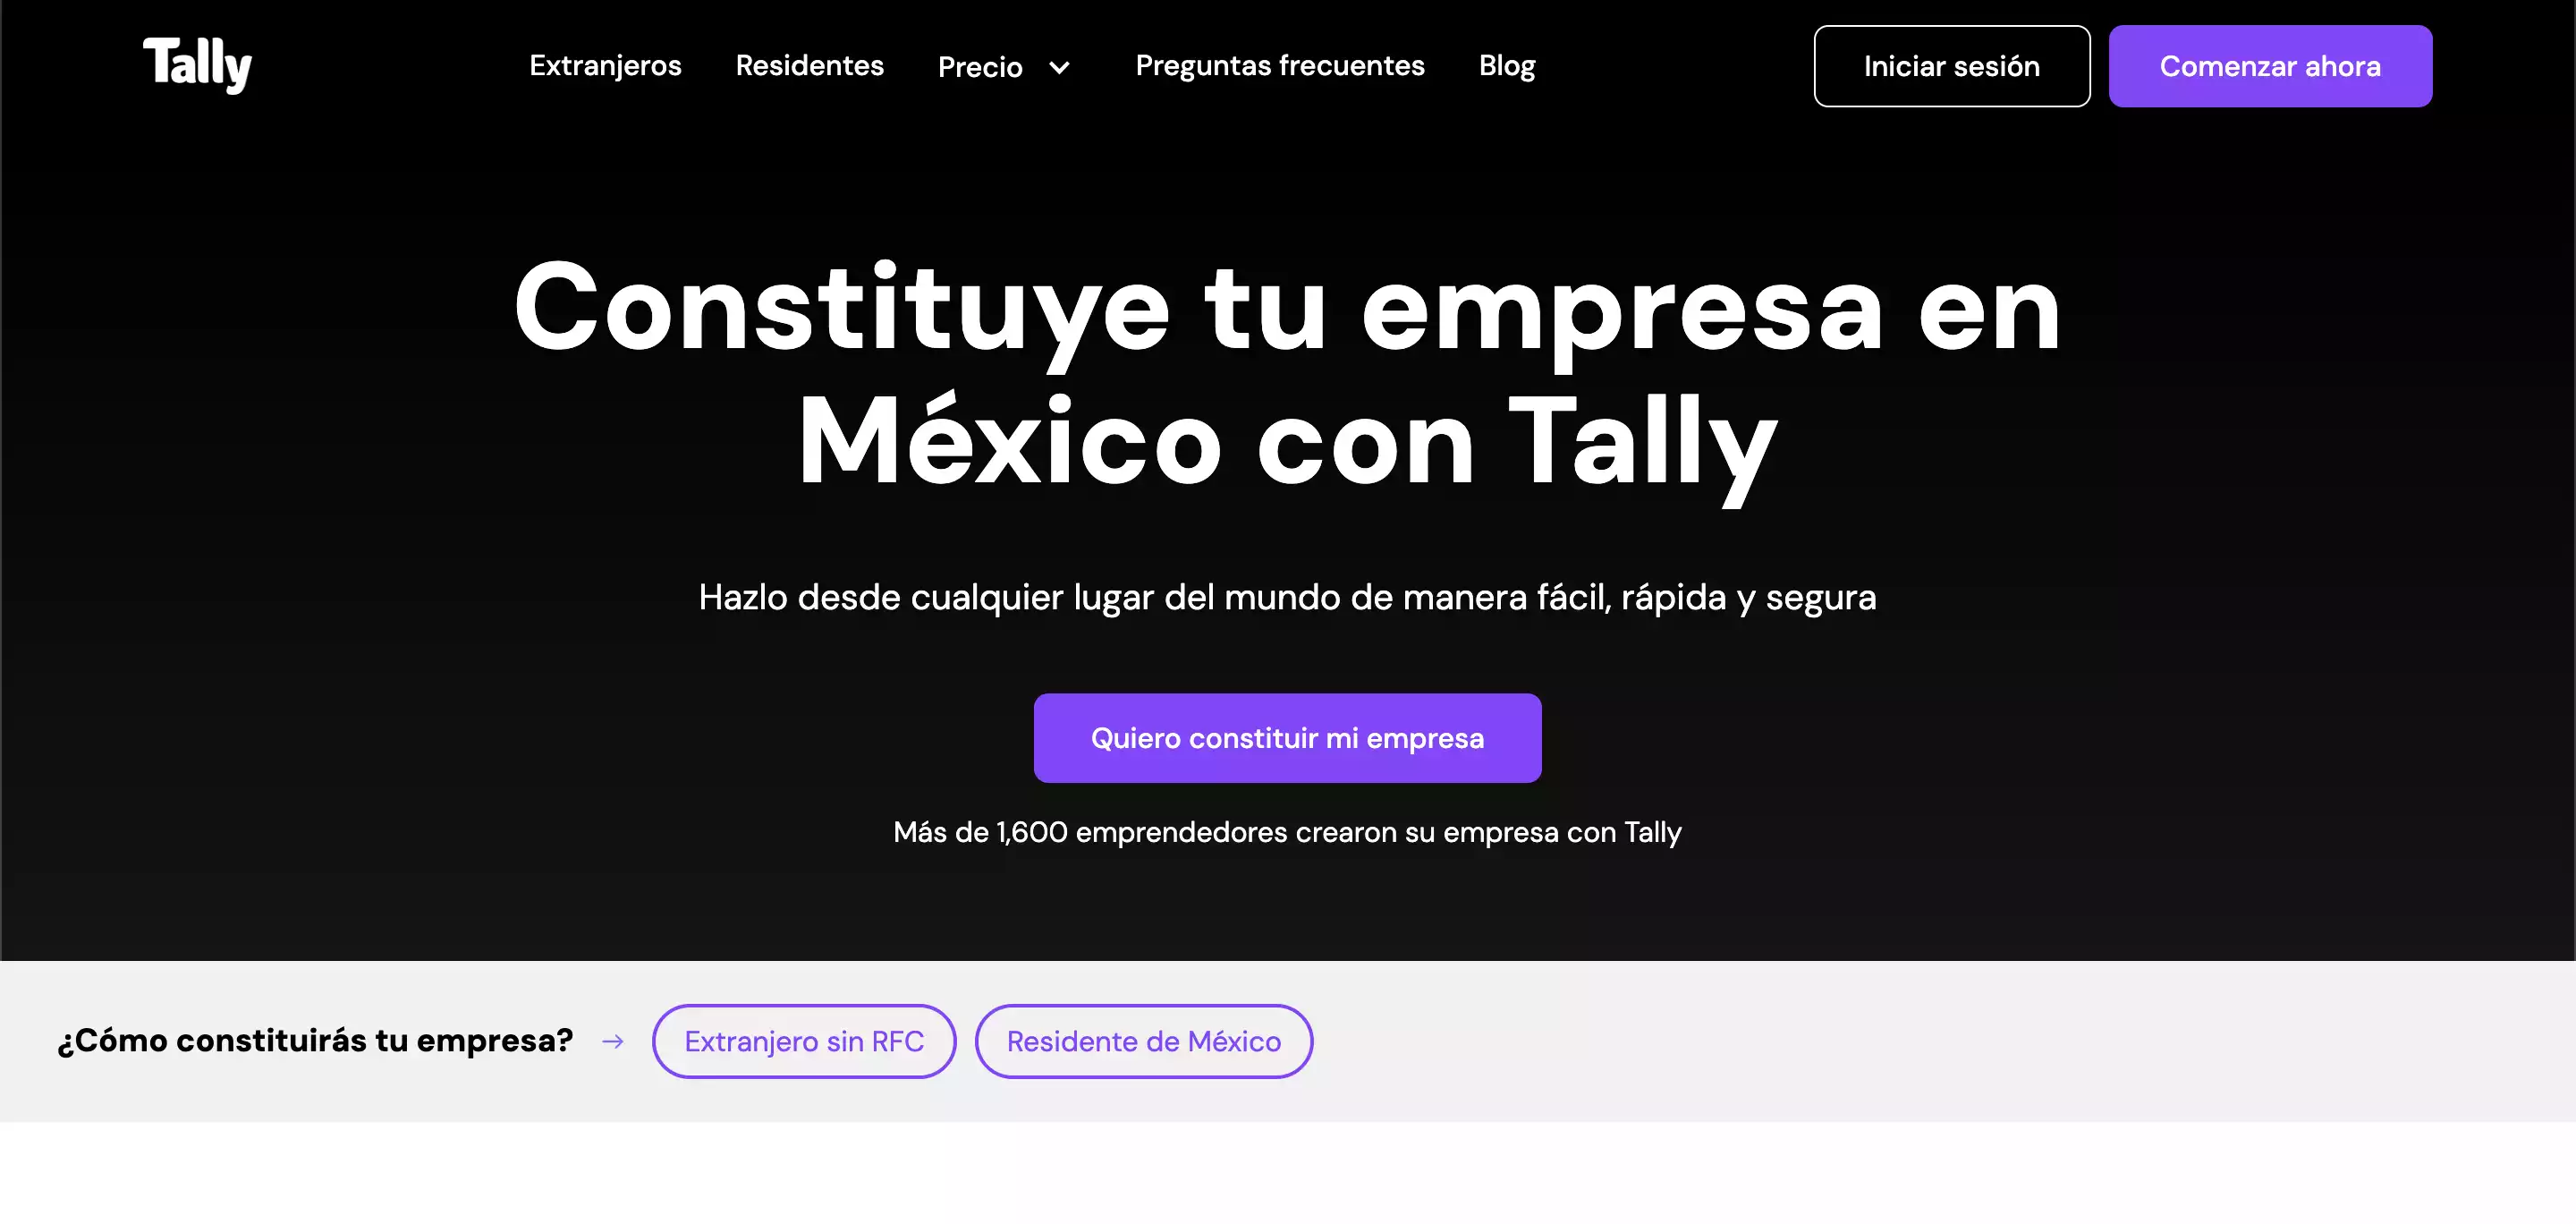 Tally
Extranjeros
Residentes
Precio
Preguntas frecuentes
Blog
Iniciar sesión
Comenzar ahora
Constituye tu empresa en
México con Tally
Hazlo desde cualquier lugar del mundo de manera fácil, rápida y segura
Quiero constituir mi empresa
Más de 1,600 emprendedores crearon su empresa con Tally
¿Cómo constituirás tu empresa? →
Extranjero sin RFC
Residente de México